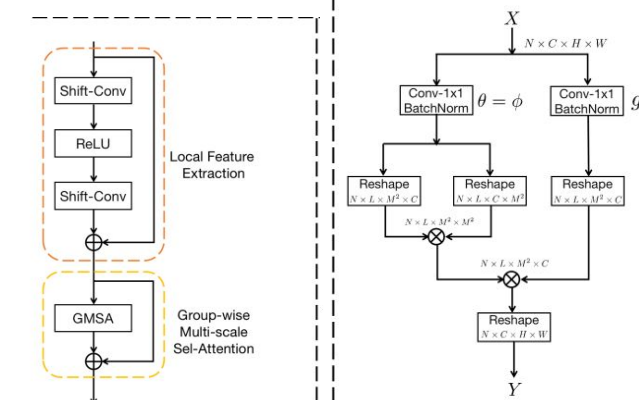 Shift-Conv
ReLU
Shift-Conv
Local Feature
Extraction
GMSA
Group-wise
Multi-scale
Sel-Attention
X
N × C × H × W
Conv-1x1
BatchNorm
θ = ϕ
Conv-1x1
BatchNorm
g
Reshape
N × L × M² × C
Reshape
N × L × C × M²
Reshape
N × L × M² × C
N × L × M² × M²
N × L × M² × C
Reshape
N × C × H × W
Y